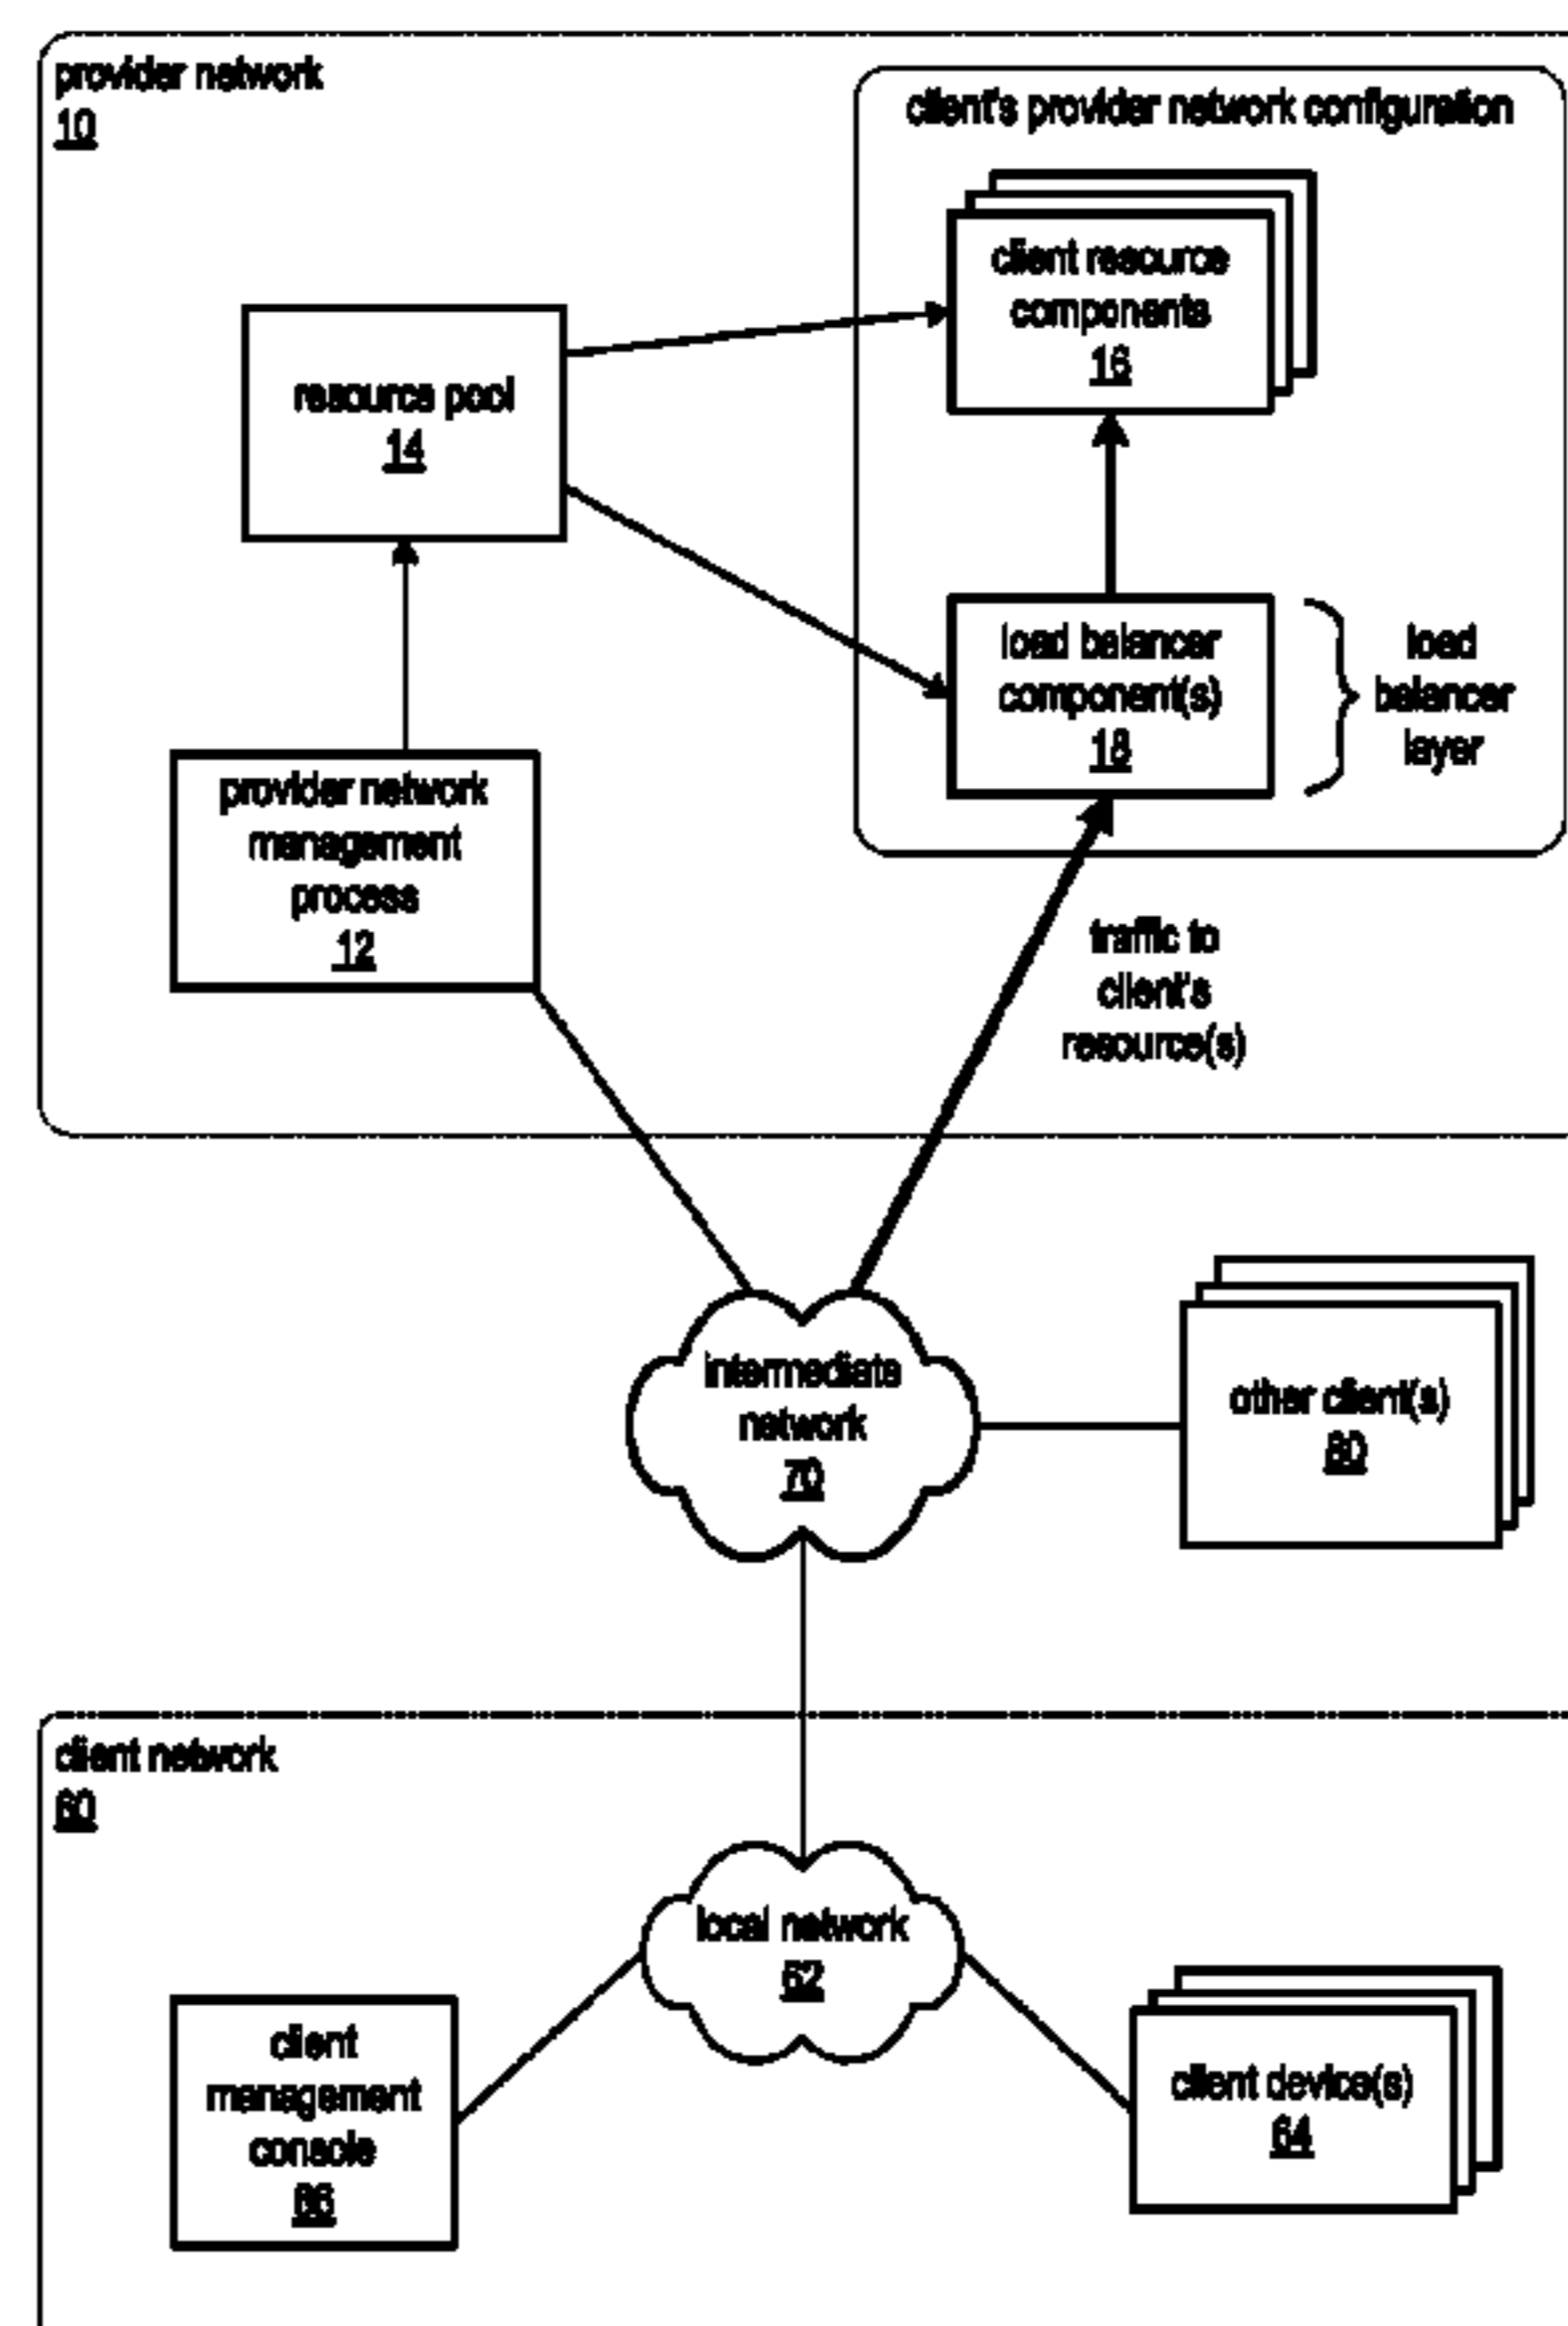 provider network
10
client's provider network configuration
client resource
components
16
resource pool
14
load balancer
component(s)
18
load
balancer
layer
provider network
management
process
12
traffic to
client's
resource(s)
intermediate
network
70
other client(s)
80
client network
60
local network
62
client
management
console
66
client device(s)
64